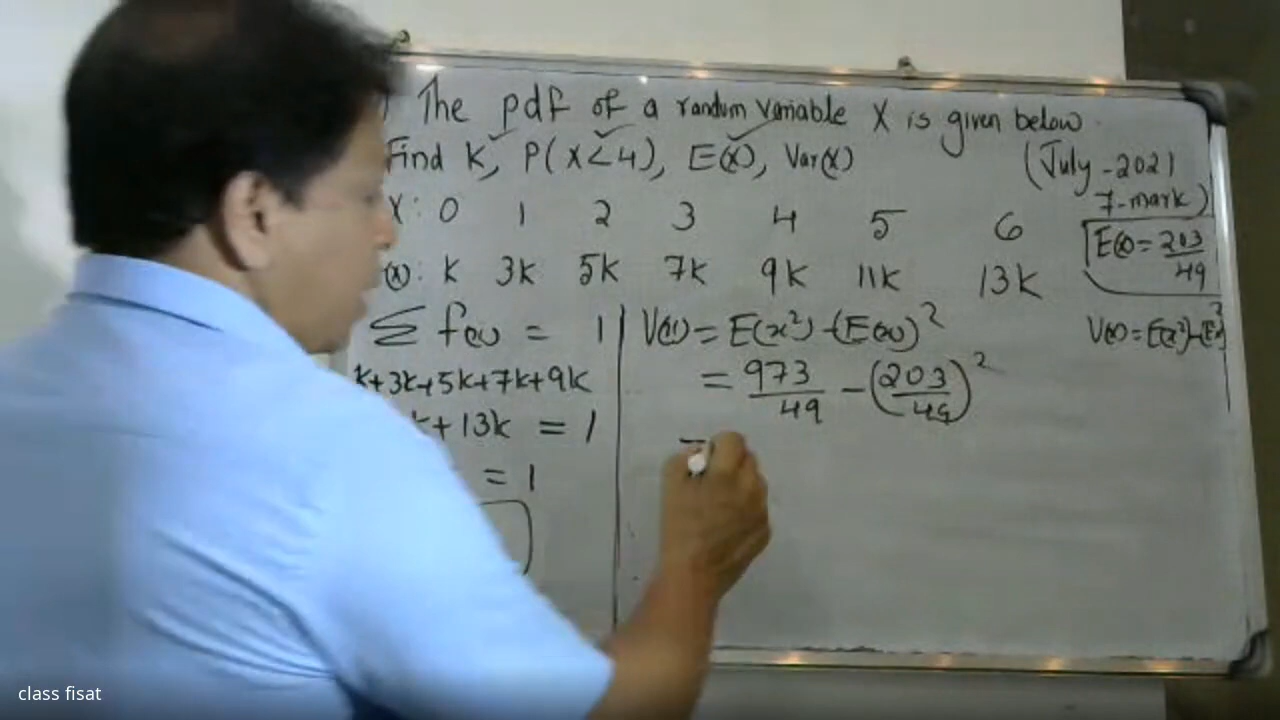 The pdf of a random variable X is given below.
Find K, P(X<4), E(x), Var(x)
(July-2021
7-mark)
X: 0 1 2 3 4 5 6
(x): K 3K 5K 7K 9K 11K 13K
E(x) = 203/49
Σ f(x) = 1
V(x) = E(x²) - (E(x))²
V(x) = E(x²) - (E(x))²
K+3K+5K+7K+9K
= 973/49 - (203/49)²
+13K = 1
= 1
=
class fisat